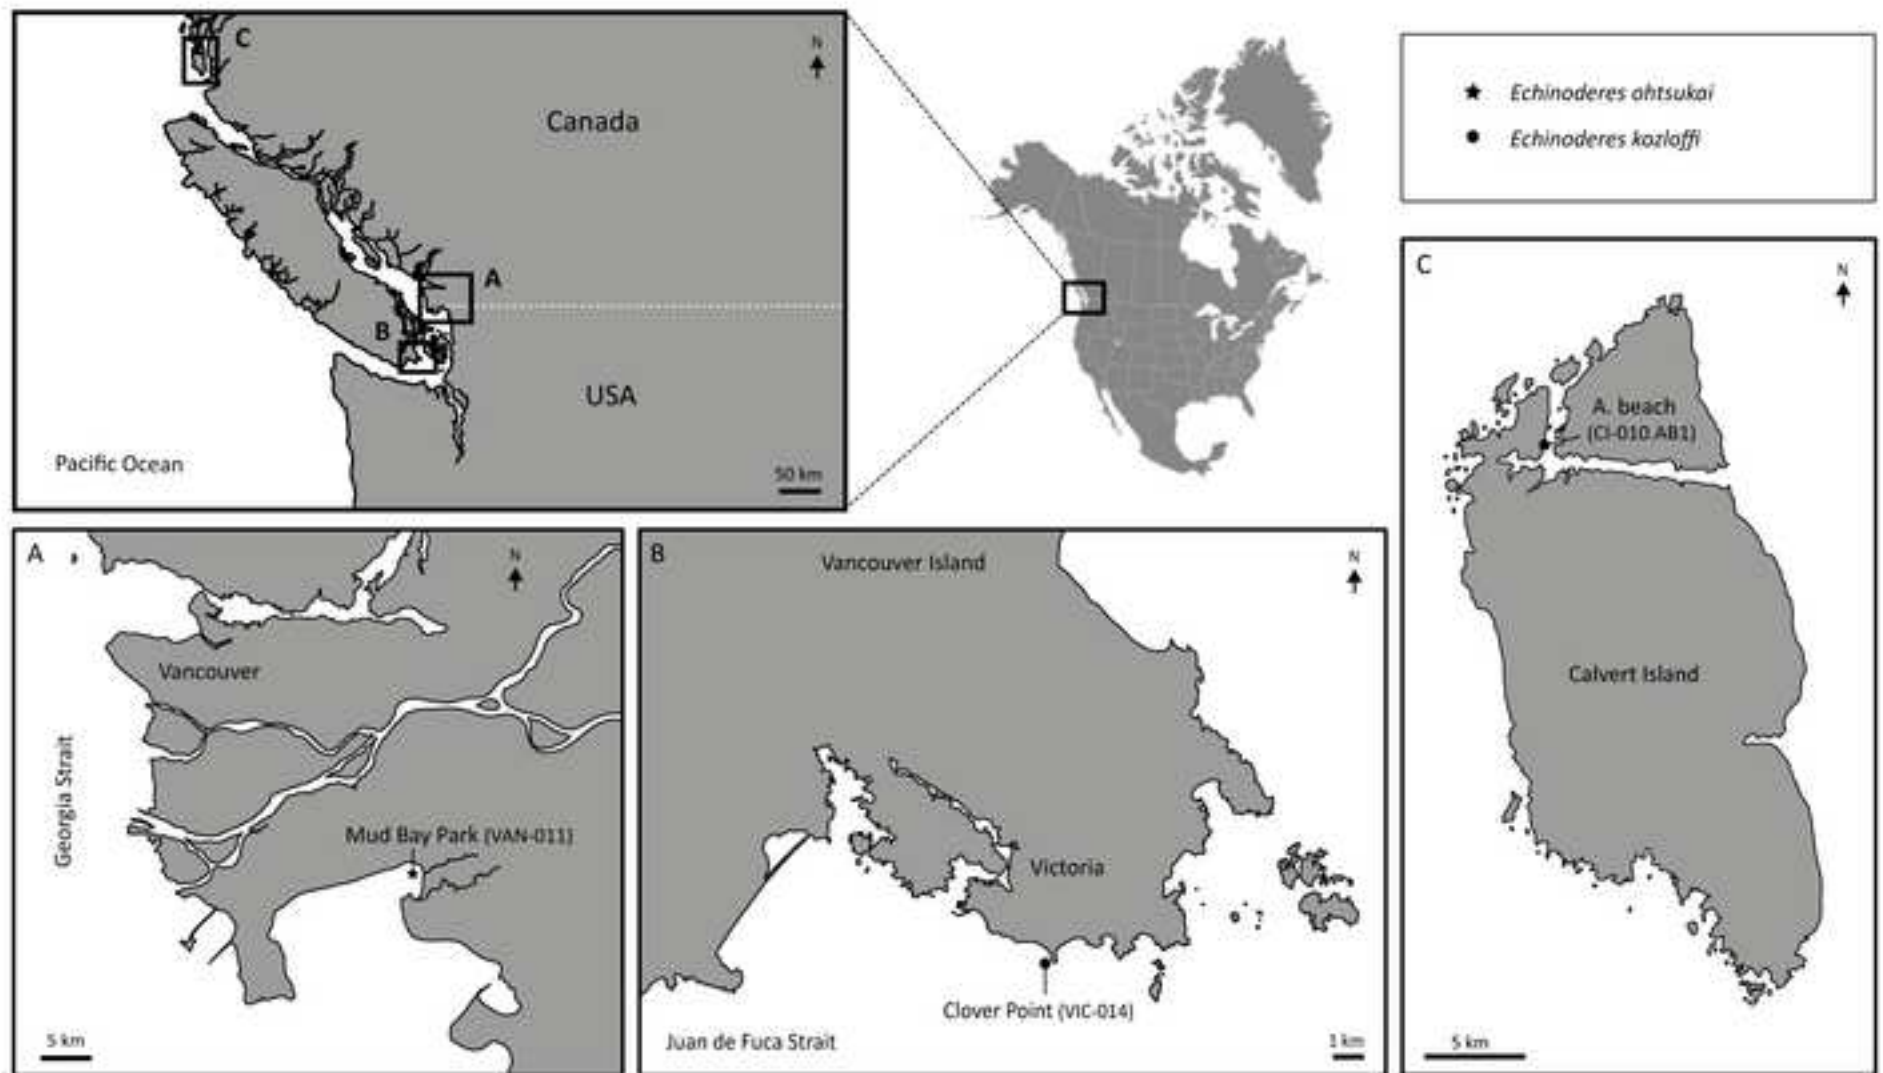 C
N
Canada
A
B
USA
Pacific Ocean
50 km
Echinoderes ohtsukai
Echinoderes kozloffi
C
N
A. beach
(CI-010 AB1)
Calvert Island
5 km
A
N
Vancouver
Georgia Strait
Mud Bay Park (VAN-011)
5 km
B
Vancouver Island
N
Victoria
Clover Point (VIC-014)
Juan de Fuca Strait
1 km